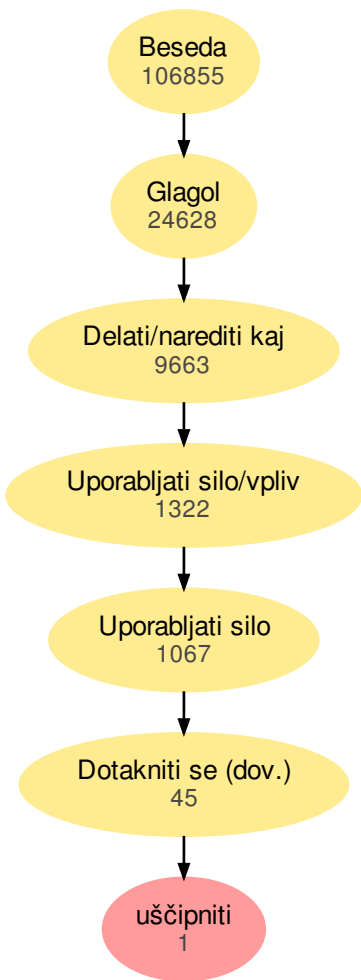 Beseda
106855
Glagol
24628
Delati/narediti kaj
9663
Uporabljati silo/vpliv
1322
Uporabljati silo
1067
Dotakniti se (dov.)
45
uščipniti
1